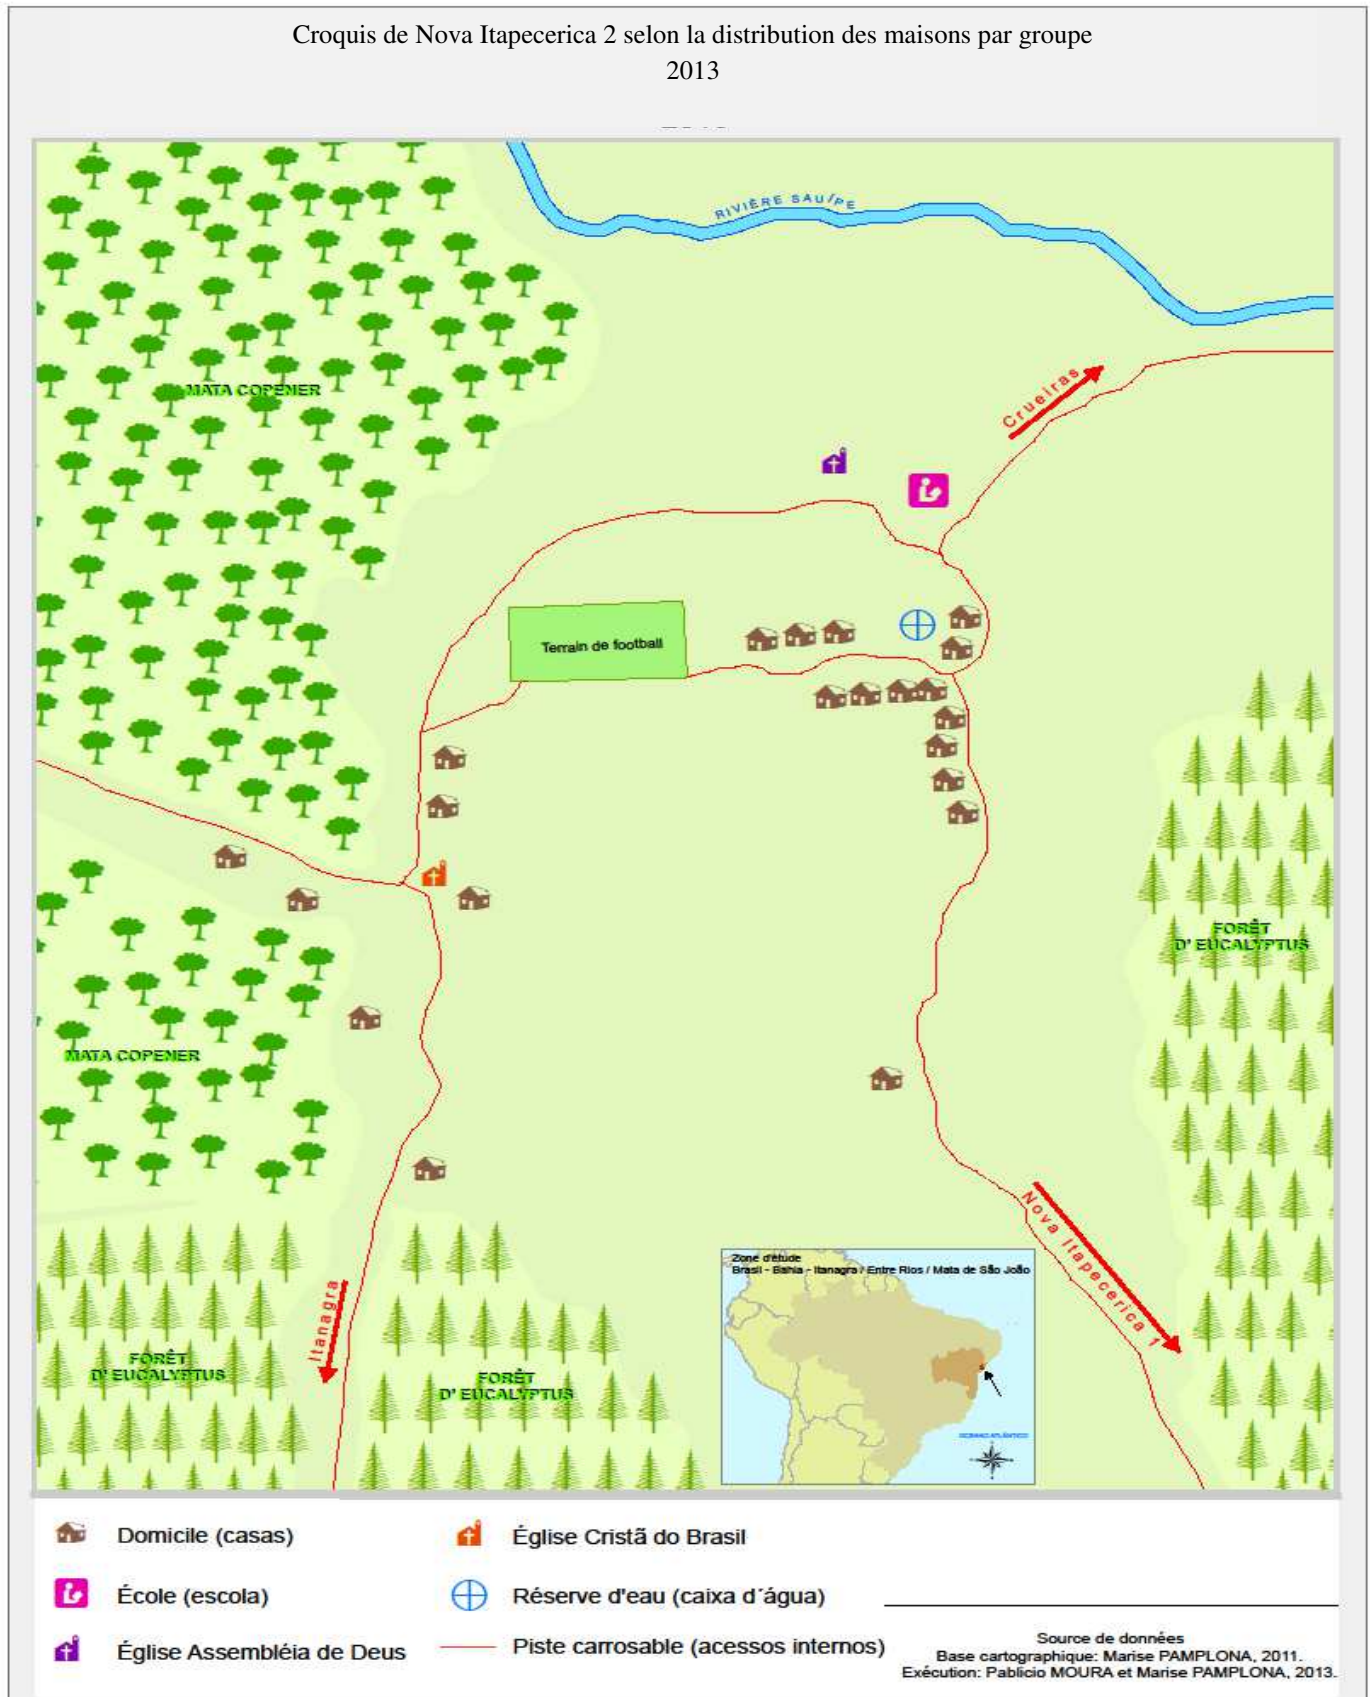 Croquis de Nova Itapecerica 2 selon la distribution des maisons par groupe
2013
RIVIÈRE SAUÍPE
MATA COPENER
Crueiras
Terrain de football
FORÊT
D' EUCALYPTUS
MATA COPENER
Nova Itapecerica 1
Itanagra
FORÊT
D' EUCALYPTUS
FORÊT
D' EUCALYPTUS
Zone d'étude
Brasil - Bahia - Itanagra / Entre Rios / Mata de São João
OCEANO ATLÂNTICO
Domicile (casas)
Église Cristã do Brasil
École (escola)
Réserve d'eau (caixa d´água)
Église Assembléia de Deus
Piste carrosable (acessos internos)
Source de données
Base cartographique: Marise PAMPLONA, 2011.
Exécution: Pablicio MOURA et Marise PAMPLONA, 2013.